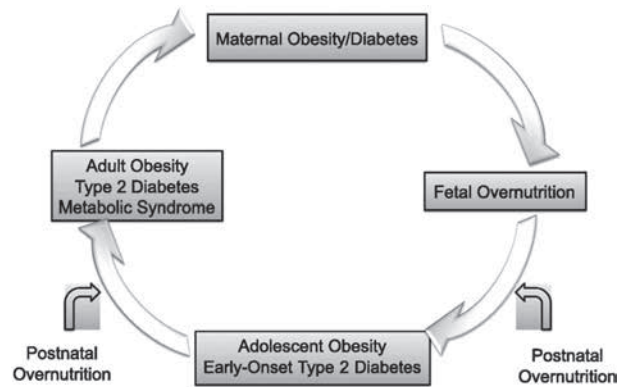 Maternal Obesity/Diabetes
Adult Obesity
Type 2 Diabetes
Metabolic Syndrome
Fetal Overnutrition
Postnatal
Overnutrition
Adolescent Obesity
Early-Onset Type 2 Diabetes
Postnatal
Overnutrition